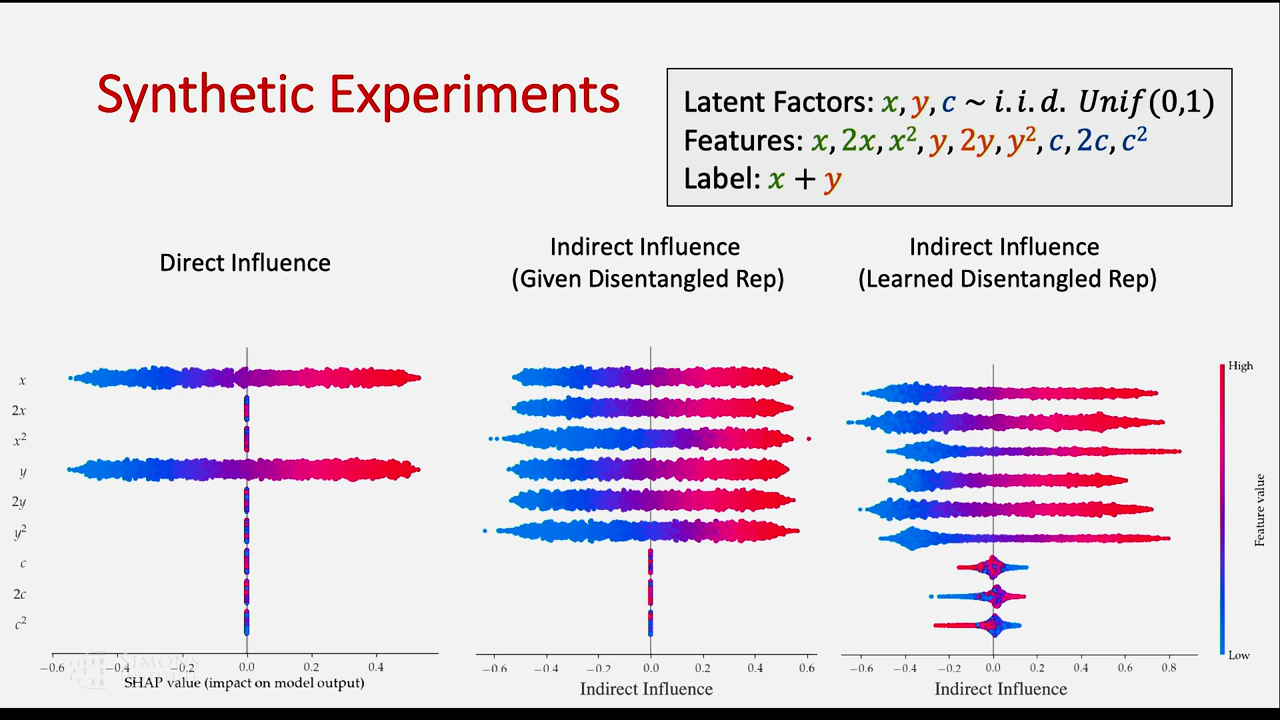 Synthetic Experiments
Latent Factors: x, y, c ~ i.i.d. Unif(0,1)
Features: x, 2x, x², y, 2y, y², c, 2c, c²
Label: x + y
Direct Influence
Indirect Influence
(Given Disentangled Rep)
Indirect Influence
(Learned Disentangled Rep)
x
2x
x²
y
2y
y²
c
2c
c²
−0.6 −0.4 −0.2 0.0 0.2 0.4
SHAP value (impact on model output)
−0.6 −0.4 −0.2 0.0 0.2 0.4 0.6
Indirect Influence
−0.6 −0.4 −0.2 0.0 0.2 0.4 0.6 0.8
Indirect Influence
High
Feature value
Low
SIMONS